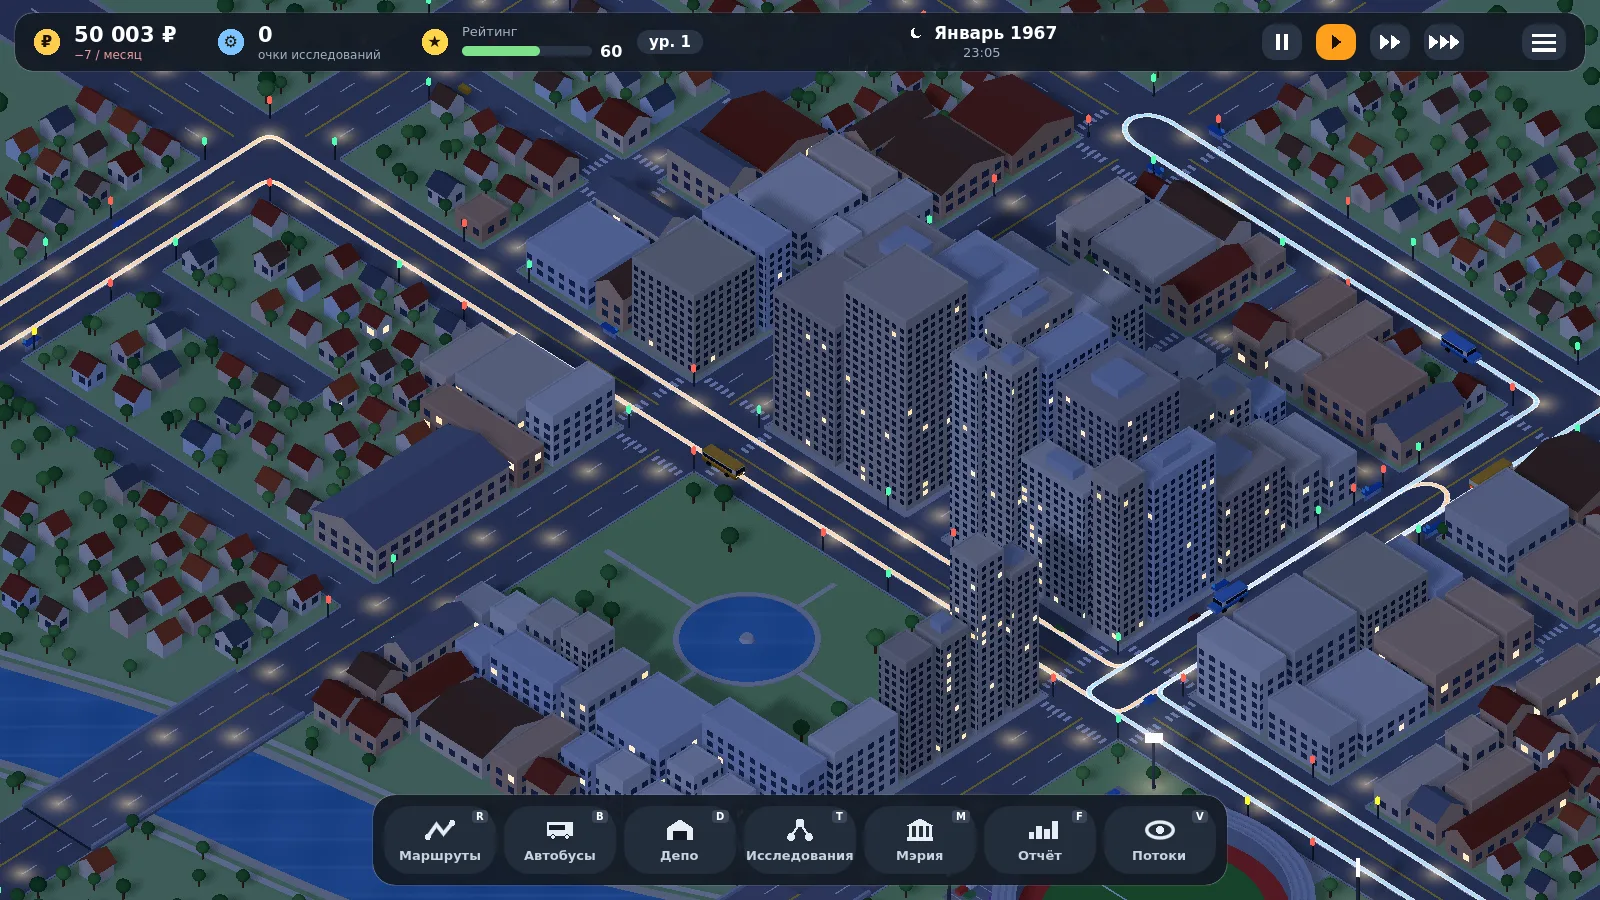 ₽ 50 003 ₽
−7 / месяц
0
очки исследований
Рейтинг
60
ур. 1
Январь 1967
23:05
R
Маршруты
B
Автобусы
D
Депо
T
Исследования
M
Мэрия
F
Отчёт
V
Потоки